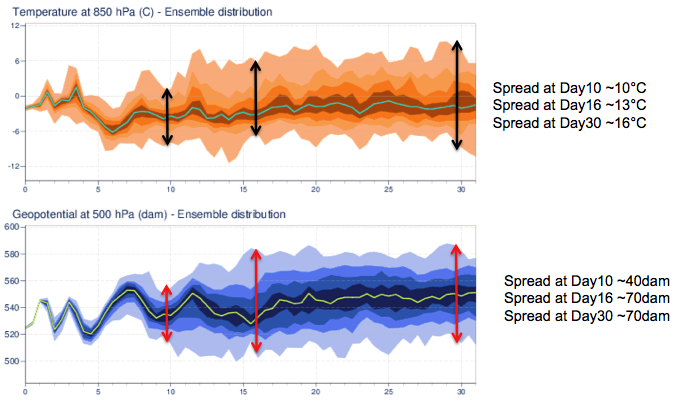 Temperature at 850 hPa (C) - Ensemble distribution
12
6
0
-6
-12
0 5 10 15 20 25 30
Spread at Day10 ~10°C
Spread at Day16 ~13°C
Spread at Day30 ~16°C
Geopotential at 500 hPa (dam) - Ensemble distribution
600
580
560
540
520
500
0 5 10 15 20 25 30
Spread at Day10 ~40dam
Spread at Day16 ~70dam
Spread at Day30 ~70dam